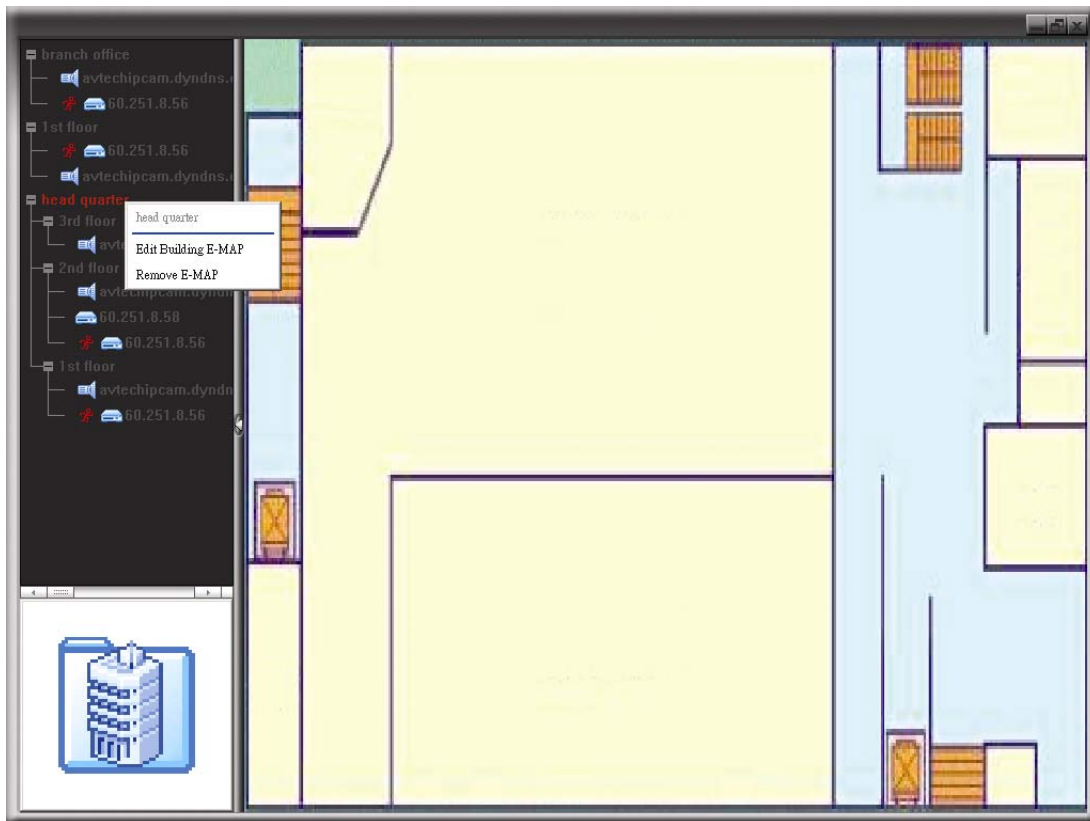 branch office
avtechipcam.dyndns.
60.251.8.56
1st floor
60.251.8.56
avtechipcam.dyndns.
head quarter
head quarter
3rd floor
Edit Building E-MAP
2nd floor
Remove E-MAP
avtechipcam.dyndn
60.251.8.58
60.251.8.56
1st floor
avtechipcam.dyndn
60.251.8.56